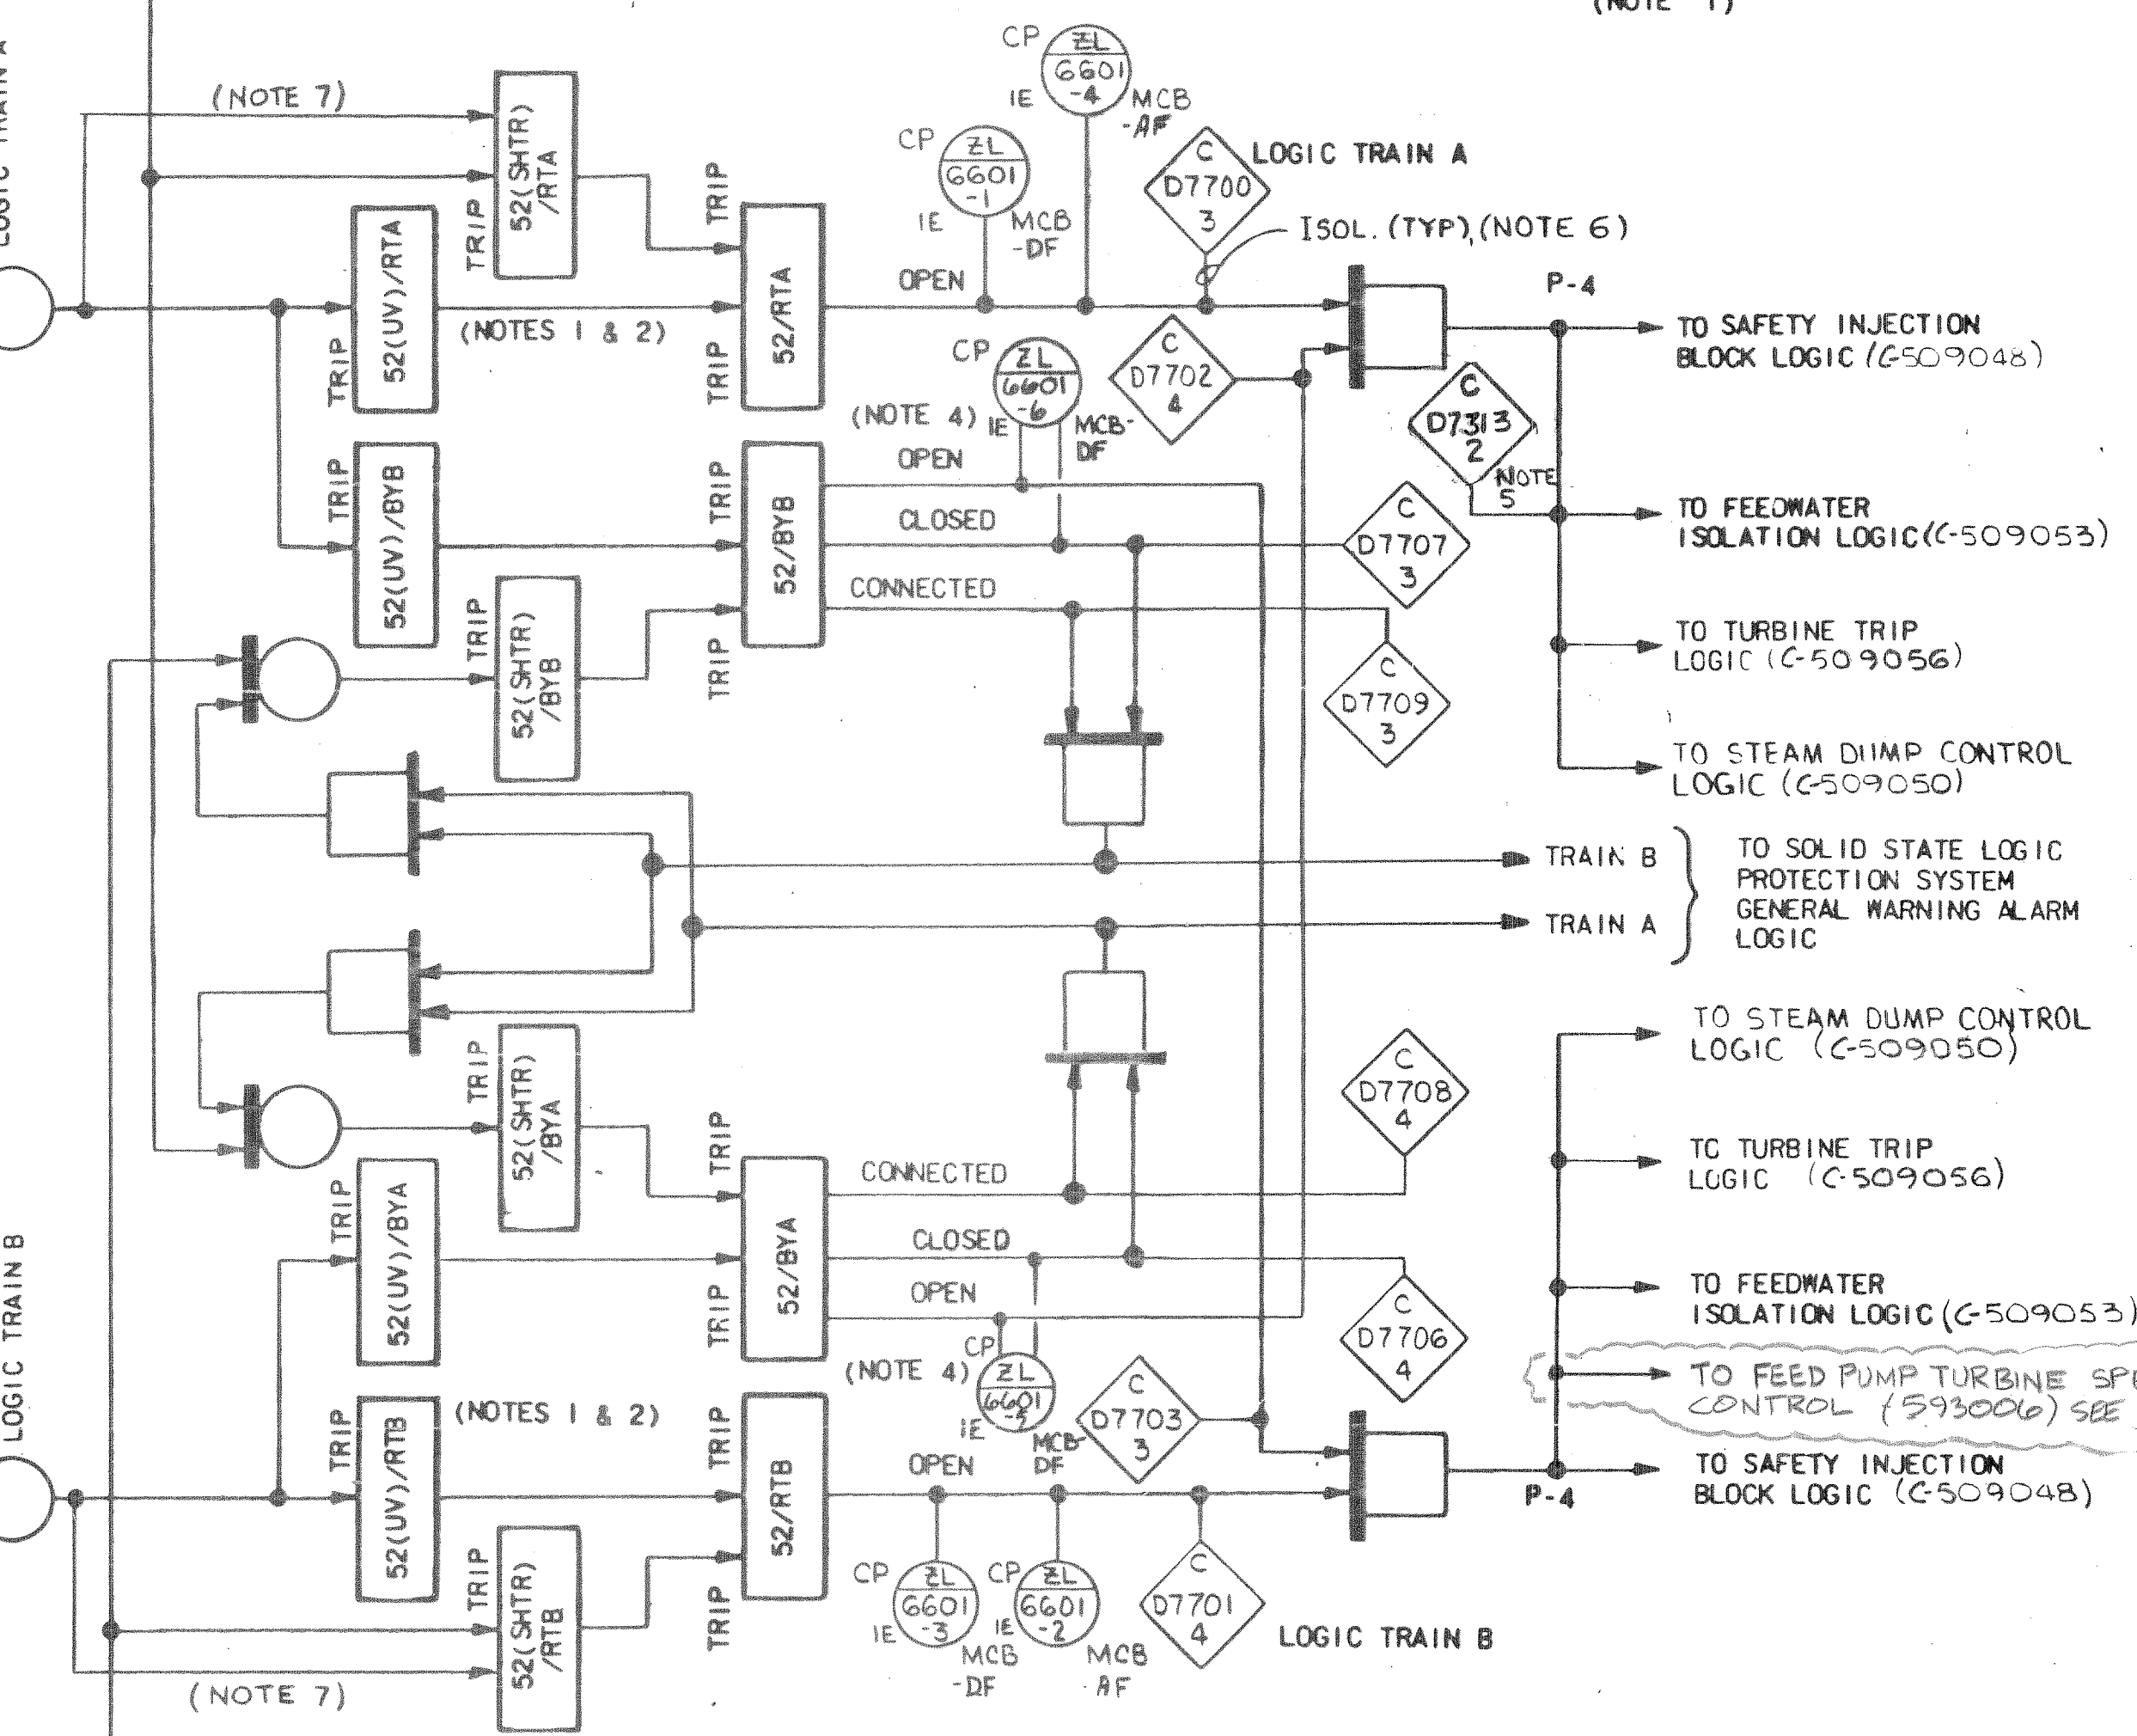 (NOTE 1)
LOGIC TRAIN A
(NOTE 7)
52(SHTR)
/RTA
TRIP
52(UV)/RTA
TRIP
(NOTES 1 & 2)
TRIP
TRIP
52/RTA
OPEN
CP
ZL
6601
-4
IE
MCB
-AF
CP
ZL
6601
-1
IE
MCB
-DF
C
D7700
3
LOGIC TRAIN A
ISOL. (TYP),(NOTE 6)
C
D7702
4
P-4
TO SAFETY INJECTION
BLOCK LOGIC (C-509048)
C
D7313
2
NOTE
5
TO FEEDWATER
ISOLATION LOGIC (C-509053)
TO TURBINE TRIP
LOGIC (C-509056)
TO STEAM DUMP CONTROL
LOGIC (C-509050)
TRIP
52(UV)/BYB
TRIP
52(SHTR)
/BYB
TRIP
TRIP
52/BYB
CP
ZL
6601
-6
(NOTE 4)
IE
MCB-
DF
OPEN
CLOSED
CONNECTED
C
D7707
3
C
D7709
3
TRAIN B
TRAIN A
TO SOLID STATE LOGIC
PROTECTION SYSTEM
GENERAL WARNING ALARM
LOGIC
TRIP
52(SHTR)
/BYA
TRIP
52(UV)/BYA
TRIP
TRIP
52/BYA
CONNECTED
CLOSED
OPEN
C
D7708
4
C
D7706
4
(NOTE 4)
CP
ZL
6601
IE
MCB-
DF
C
D7703
3
TO STEAM DUMP CONTROL
LOGIC (C-509050)
TO TURBINE TRIP
LOGIC (C-509056)
TO FEEDWATER
ISOLATION LOGIC (C-509053)
TO FEED PUMP TURBINE
CONTROL (593006) SEE
TO SAFETY INJECTION
BLOCK LOGIC (C-509048)
P-4
LOGIC TRAIN B
TRIP
52(UV)/RTB
(NOTES 1 & 2)
TRIP
52(SHTR)
/RTB
(NOTE 7)
TRIP
TRIP
52/RTB
OPEN
CP
ZL
6601
-3
IE
MCB
-DF
CP
ZL
6601
-2
IE
MCB
AF
C
D7701
4
LOGIC TRAIN B